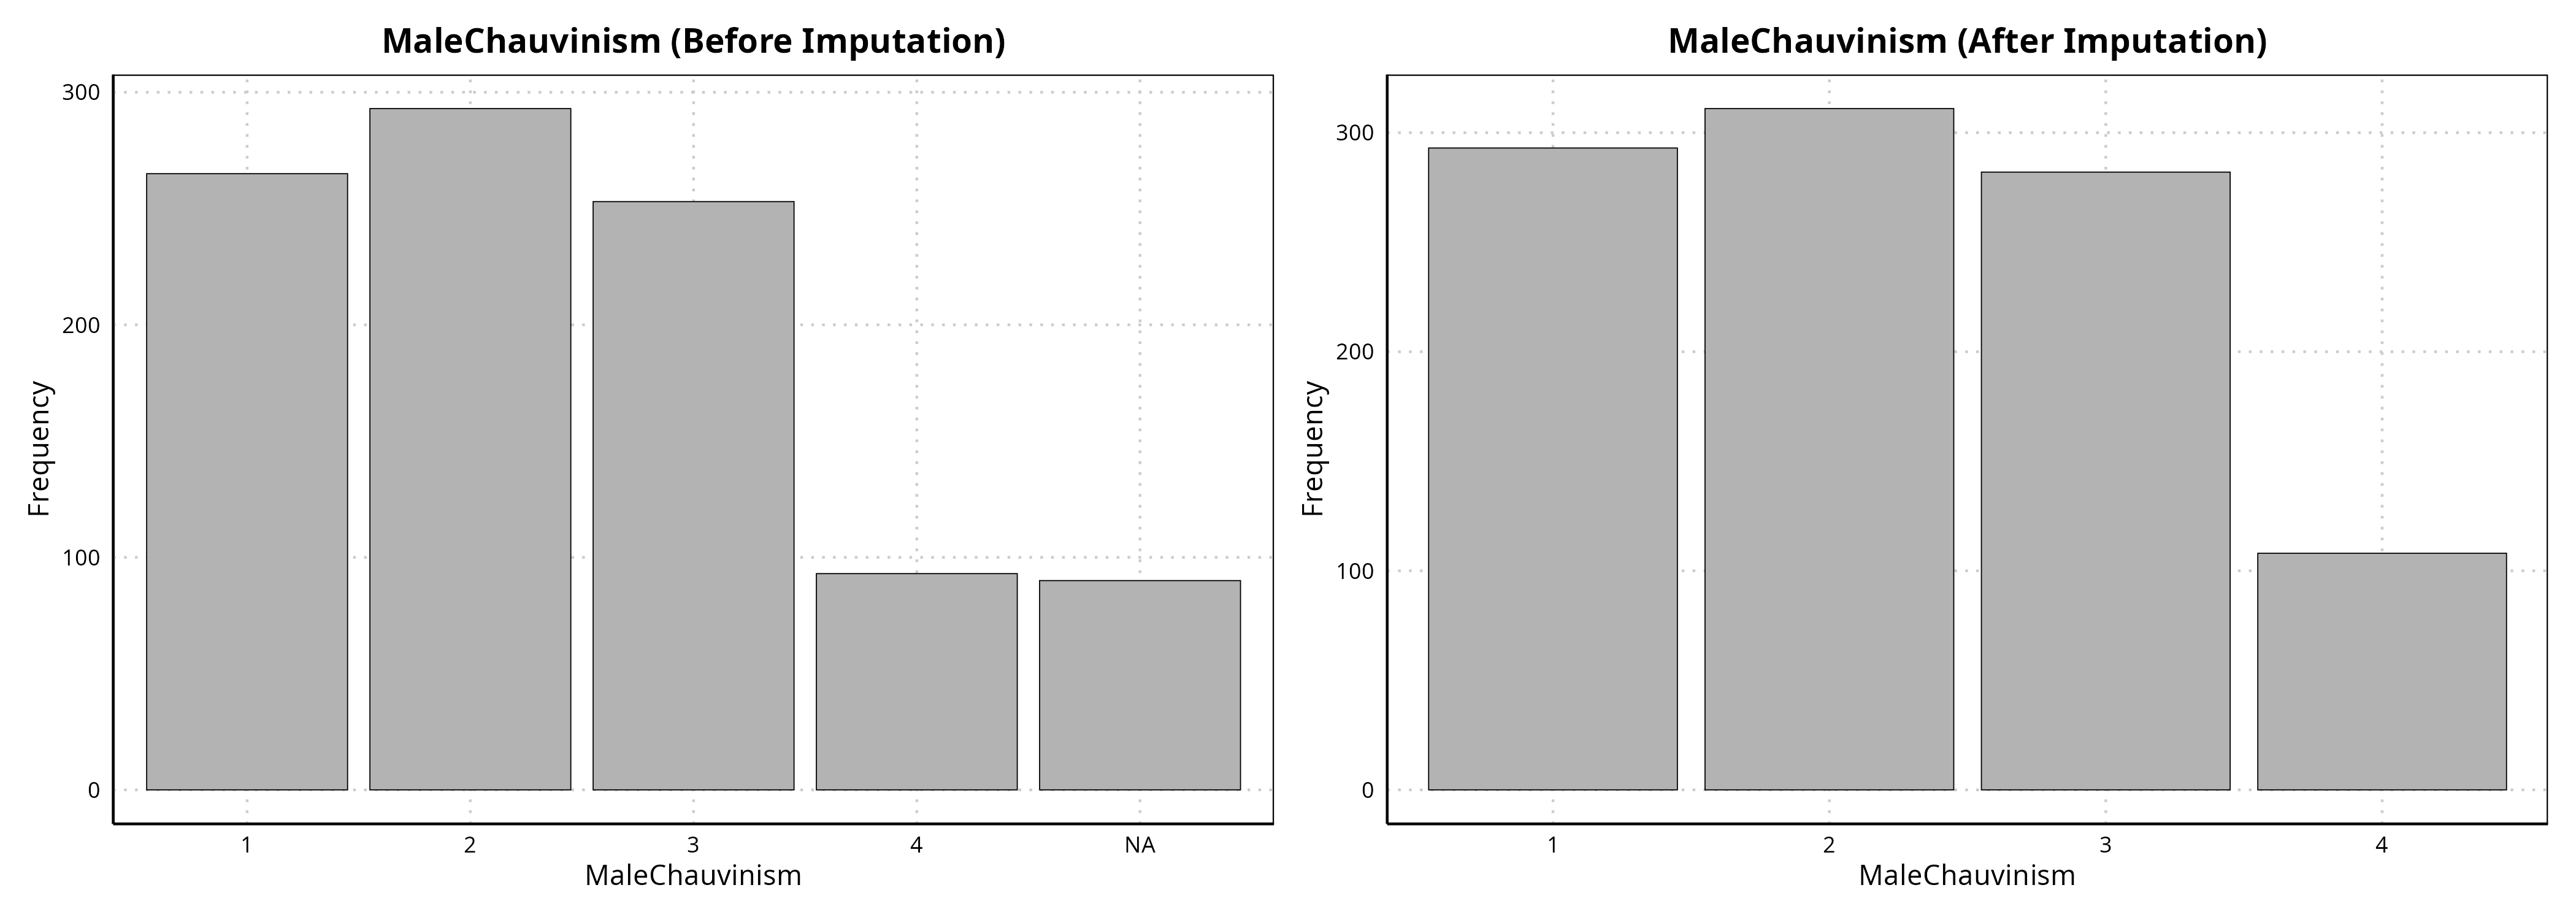 MaleChauvinism (Before Imputation)
300
200
100
0
Frequency
1 2 3 4 NA
MaleChauvinism
MaleChauvinism (After Imputation)
300
200
100
0
Frequency
1 2 3 4
MaleChauvinism